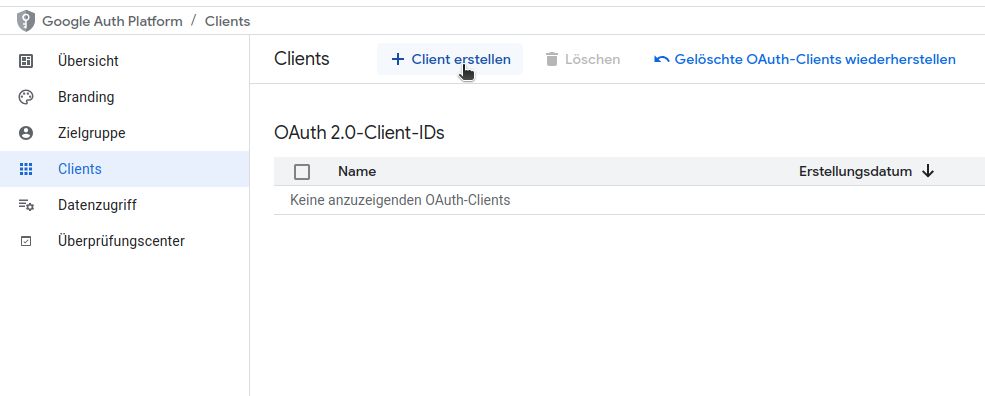 Google Auth Platform / Clients
Übersicht
Branding
Zielgruppe
Clients
Datenzugriff
Überprüfungscenter
Clients
+ Client erstellen
Löschen
Gelöschte OAuth-Clients wiederherstellen
OAuth 2.0-Client-IDs
Name Erstellungsdatum ↓
Keine anzuzeigenden OAuth-Clients